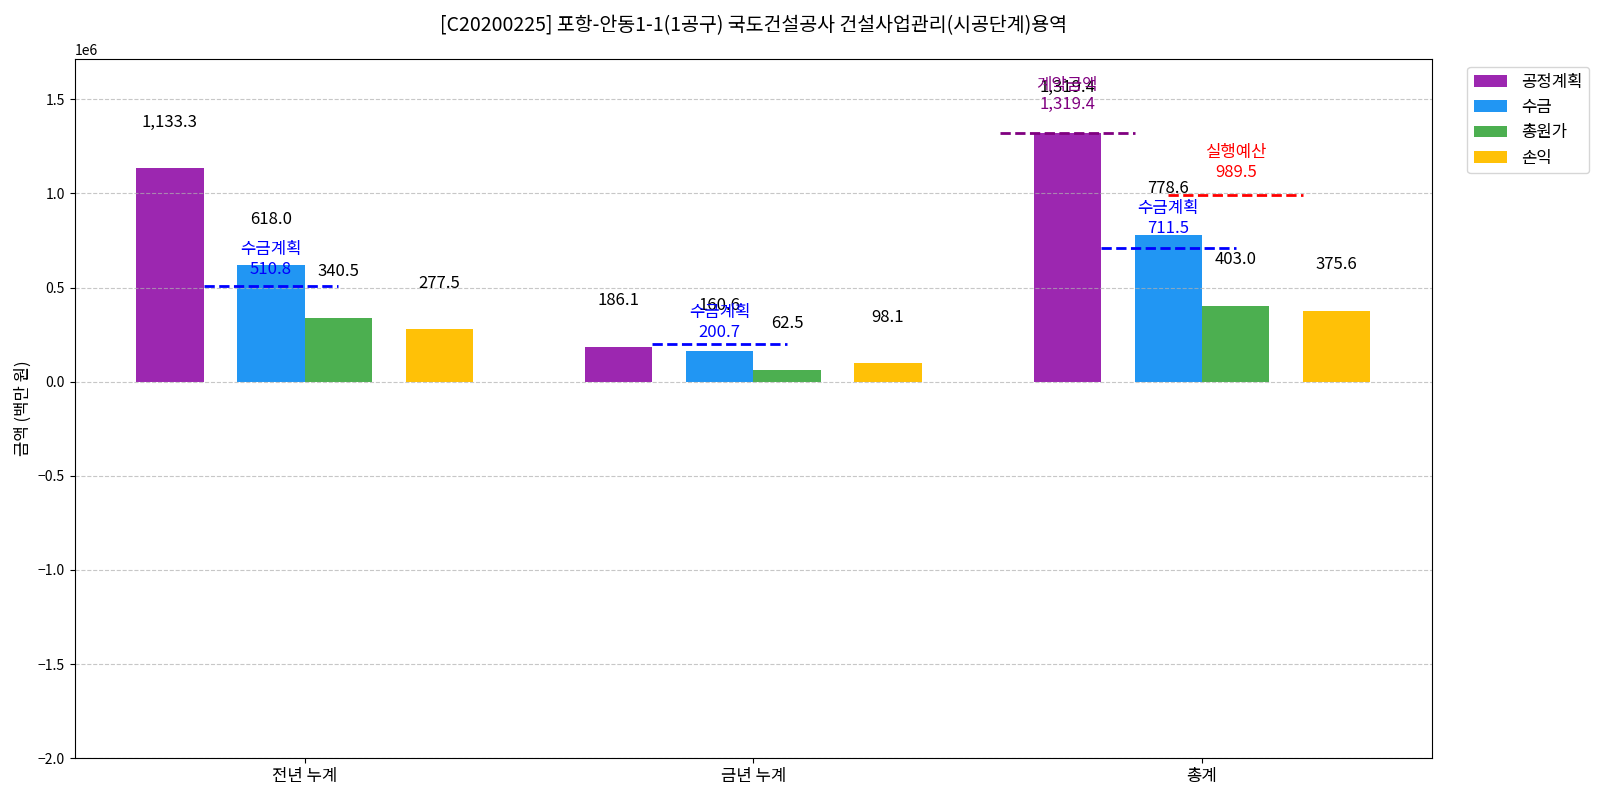 [C20200225] 포항-안동1-1(1공구) 국도건설공사 건설사업관리(시공단계)용역
1e6
1.5
1.0
0.5
0.0
−0.5
−1.0
−1.5
−2.0
금액 (백만 원)
1,133.3
618.0
수금계획
510.8
340.5
277.5
186.1
160.6
수금계획
200.7
62.5
98.1
계약금액
1,319.4
1,319.4
778.6
수금계획
711.5
실행예산
989.5
403.0
375.6
전년 누계
금년 누계
총계
공정계획
수금
총원가
손익